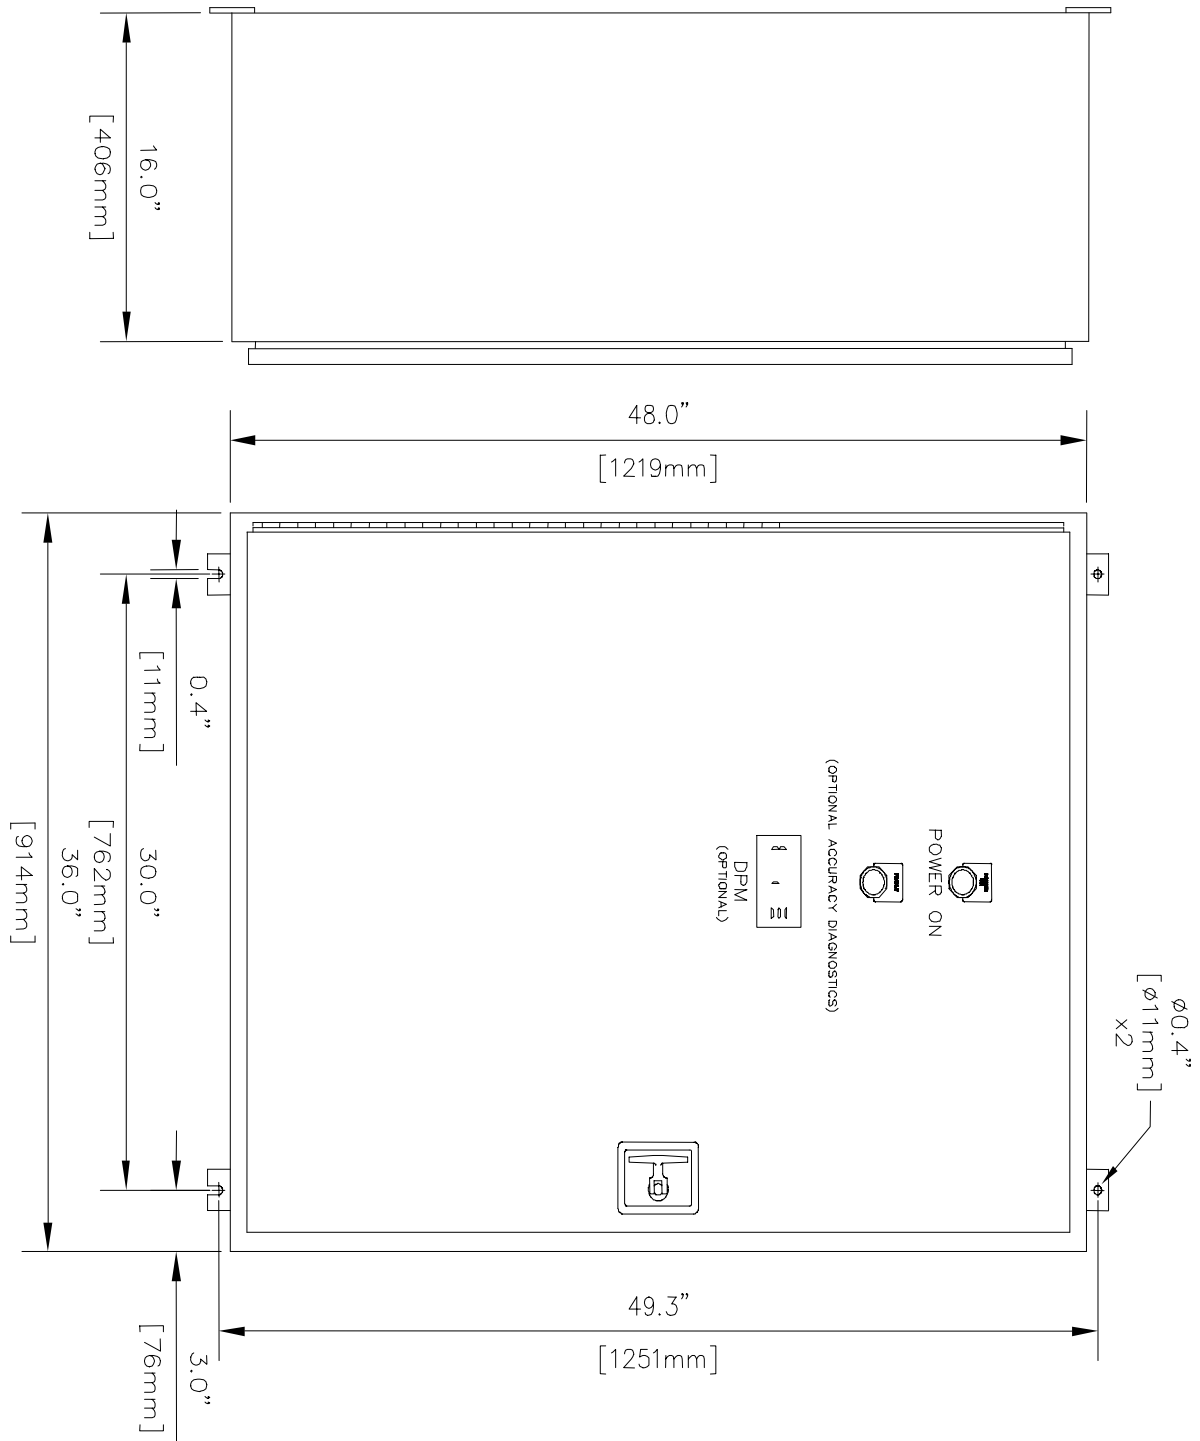 16.0”
[406mm]
48.0”
[1219mm]
0.4”
[11mm]
30.0”
[762mm]
36.0”
[914mm]
POWER ON
(OPTIONAL ACCURACY DIAGNOSTICS)
DPM
(OPTIONAL)
ø0.4”
[ø11mm]
x2
49.3”
[1251mm]
3.0”
[76mm]